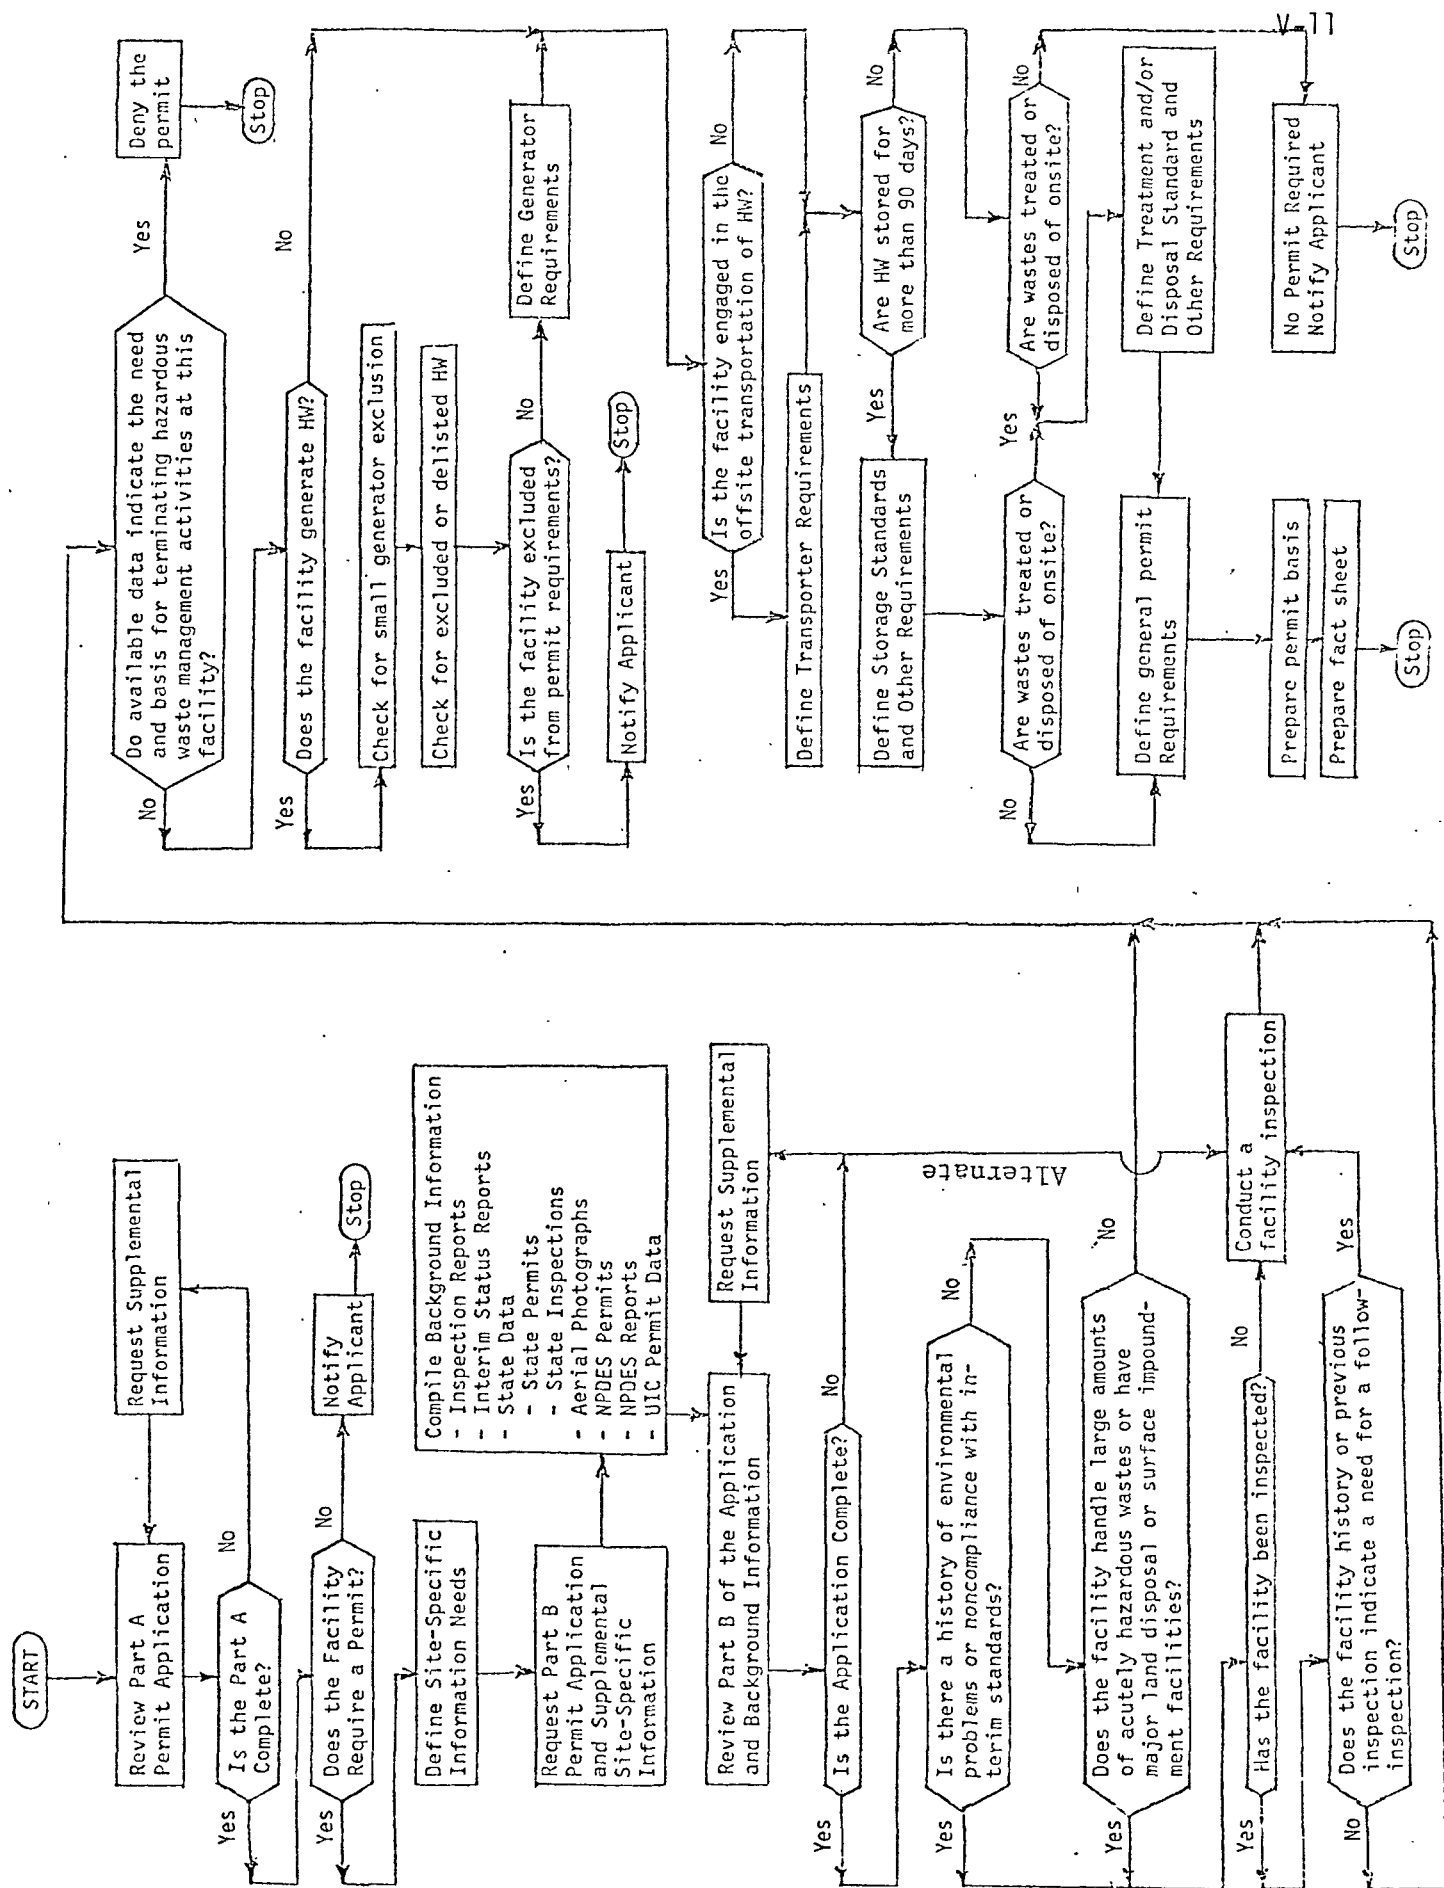 V-11
START
Review Part A
Permit Application
Request Supplemental
Information
Is the Part A
Complete?
No
Yes
Does the Facility
Require a Permit?
No
Notify
Applicant
Stop
Yes
Define Site-Specific
Information Needs
Request Part B
Permit Application
and Supplemental
Site-Specific
Information
Compile Background Information
- Inspection Reports
- Interim Status Reports
- State Data
- State Permits
- State Inspections
- Aerial Photographs
- NPDES Permits
- NPDES Reports
- UIC Permit Data
Review Part B of the Application
and Background Information
Request Supplemental
Information
Is the Application Complete?
No
Yes
Alternate
Is there a history of environmental
problems or noncompliance with in-
terim standards?
No
Yes
Does the facility handle large amounts
of acutely hazardous wastes or have
major land disposal or surface impound-
ment facilities?
No
Yes
Has the facility been inspected?
No
Yes
Conduct a
facility inspection
Does the facility history or previous
inspection indicate a need for a follow-
inspection?
Yes
No
Do available data indicate the need
and basis for terminating hazardous
waste management activities at this
facility?
Yes
No
Deny the
permit
Stop
Does the facility generate HW?
No
Yes
Check for small generator exclusion
Check for excluded or delisted HW
Is the facility excluded
from permit requirements?
No
Yes
Define Generator
Requirements
Notify Applicant
Stop
Is the facility engaged in the
offsite transportation of HW?
No
Yes
Define Transporter Requirements
Are HW stored for
more than 90 days?
No
Yes
Define Storage Standards
and Other Requirements
Are wastes treated or
disposed of onsite?
Yes
No
Are wastes treated or
disposed of onsite?
No
Define Treatment and/or
Disposal Standard and
Other Requirements
Define general permit
Requirements
No Permit Required
Notify Applicant
Stop
Prepare permit basis
Prepare fact sheet
Stop